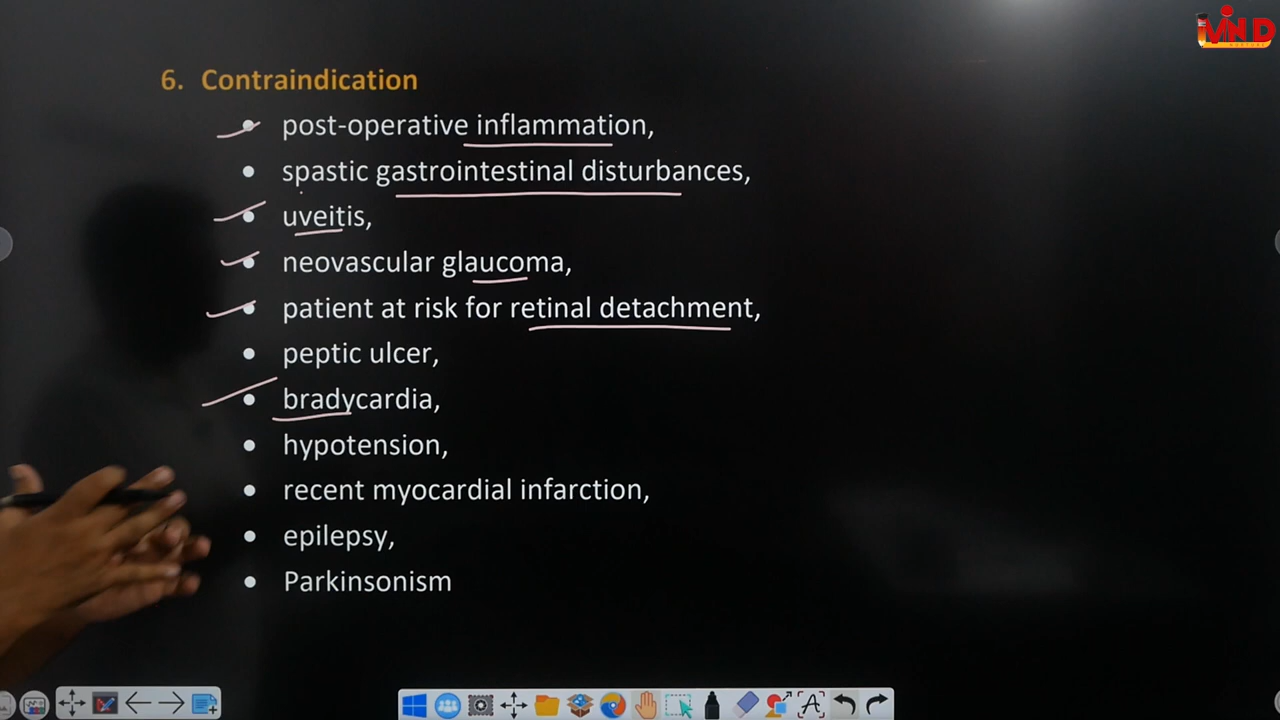 iVND
6. Contraindication
• post-operative inflammation,
• spastic gastrointestinal disturbances,
• uveitis,
• neovascular glaucoma,
• patient at risk for retinal detachment,
• peptic ulcer,
• bradycardia,
• hypotension,
• recent myocardial infarction,
• epilepsy,
• Parkinsonism